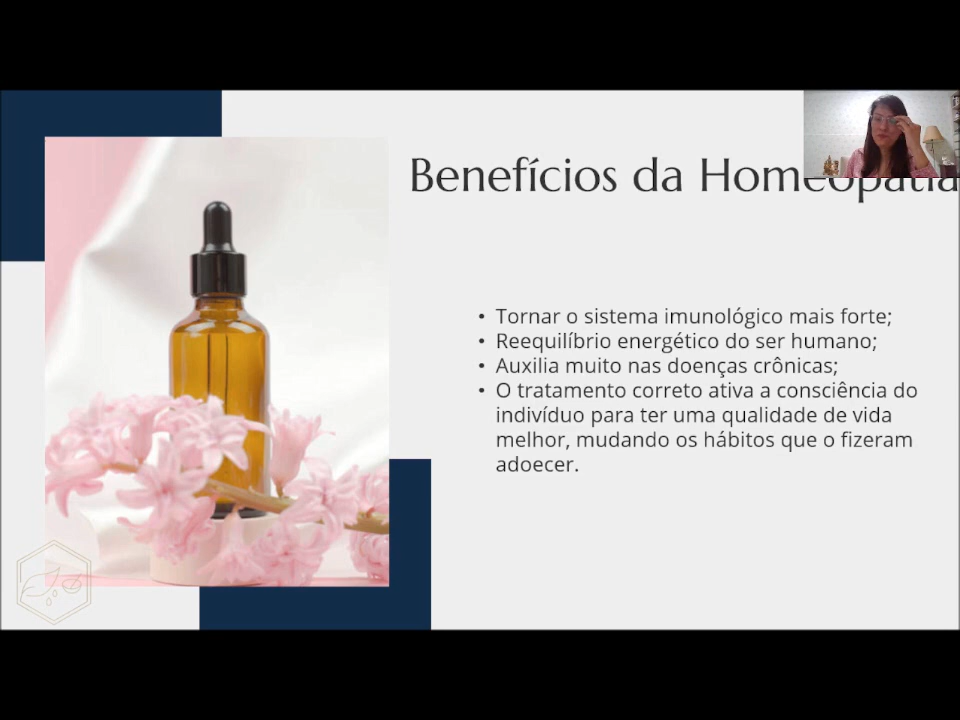 Benefícios da Homeopatia
• Tornar o sistema imunológico mais forte;
• Reequilíbrio energético do ser humano;
• Auxilia muito nas doenças crônicas;
• O tratamento correto ativa a consciência do
indivíduo para ter uma qualidade de vida
melhor, mudando os hábitos que o fizeram
adoecer.